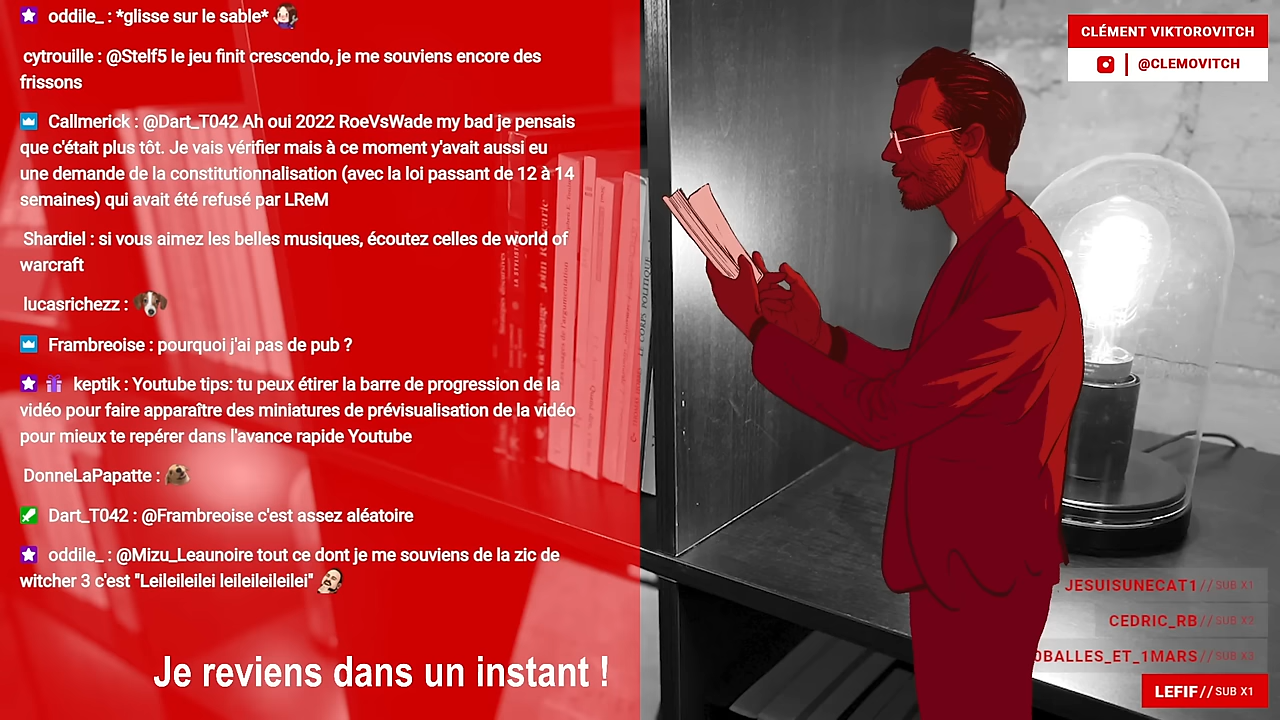 oddile_ : *glisse sur le sable*
cytrouille : @Stelf5 le jeu finit crescendo, je me souviens encore des
frissons
Callmerick : @Dart_T042 Ah oui 2022 RoeVsWade my bad je pensais
que c'était plus tôt. Je vais vérifier mais à ce moment y'avait aussi eu
une demande de la constitutionnalisation (avec la loi passant de 12 à 14
semaines) qui avait été refusé par LReM
Shardiel : si vous aimez les belles musiques, écoutez celles de world of
warcraft
lucasrichezz :
Frambreoise : pourquoi j'ai pas de pub ?
keptik : Youtube tips: tu peux étirer la barre de progression de la
vidéo pour faire apparaître des miniatures de prévisualisation de la vidéo
pour mieux te repérer dans l'avance rapide Youtube
DonneLaPapatte :
Dart_T042 : @Frambreoise c'est assez aléatoire
oddile_ : @Mizu_Leaunoire tout ce dont je me souviens de la zic de
witcher 3 c'est "Leileileilei leileileileilei"
Je reviens dans un instant !
CLÉMENT VIKTOROVITCH
@CLEMOVITCH
JESUISUNECAT1// SUB X1
CEDRIC_RB// SUB X2
OBALLES_ET_1MARS// SUB X3
LEFIF// SUB X1